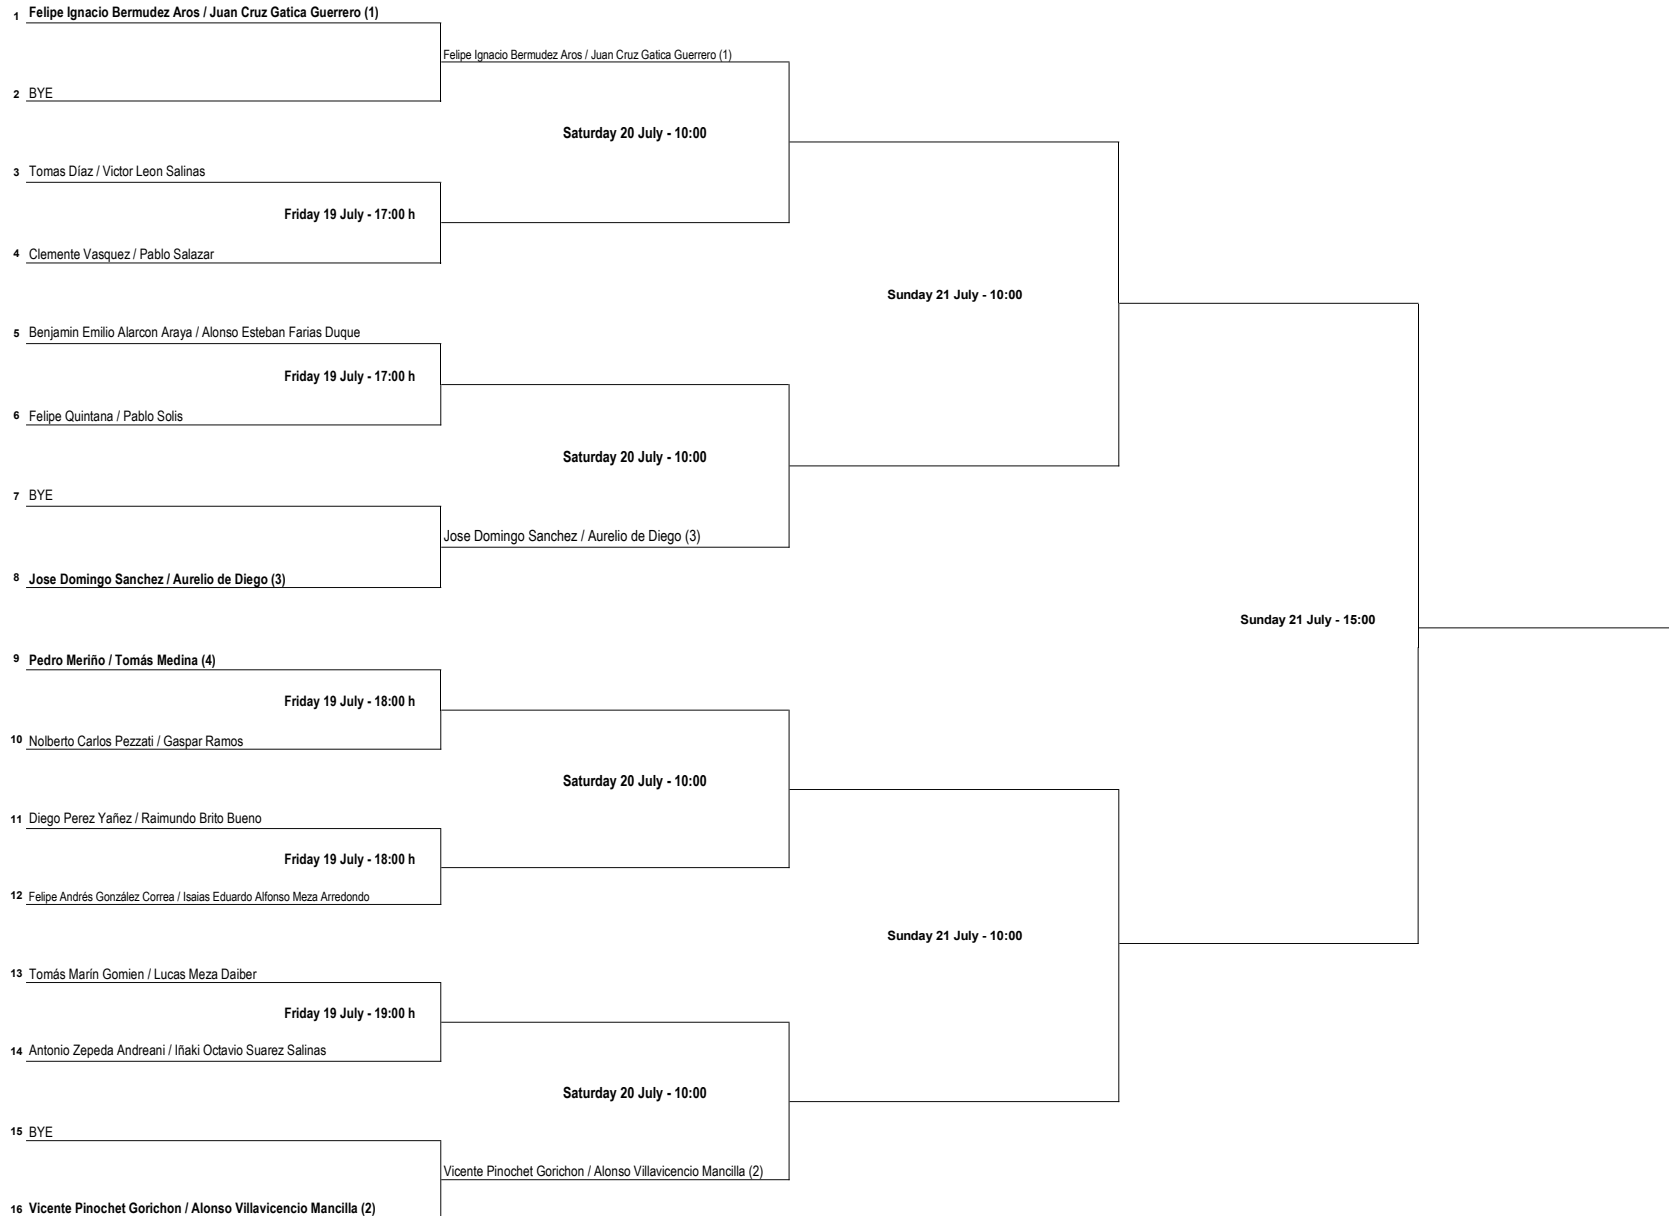 1 Felipe Ignacio Bermudez Aros / Juan Cruz Gatica Guerrero (1)
Felipe Ignacio Bermudez Aros / Juan Cruz Gatica Guerrero (1)
2 BYE
Saturday 20 July - 10:00
3 Tomas Díaz / Victor Leon Salinas
Friday 19 July - 17:00 h
4 Clemente Vasquez / Pablo Salazar
Sunday 21 July - 10:00
5 Benjamin Emilio Alarcon Araya / Alonso Esteban Farias Duque
Friday 19 July - 17:00 h
6 Felipe Quintana / Pablo Solis
Saturday 20 July - 10:00
7 BYE
Jose Domingo Sanchez / Aurelio de Diego (3)
8 Jose Domingo Sanchez / Aurelio de Diego (3)
Sunday 21 July - 15:00
9 Pedro Meriño / Tomás Medina (4)
Friday 19 July - 18:00 h
10 Nolberto Carlos Pezzati / Gaspar Ramos
Saturday 20 July - 10:00
11 Diego Perez Yañez / Raimundo Brito Bueno
Friday 19 July - 18:00 h
12 Felipe Andrés González Correa / Isaias Eduardo Alfonso Meza Arredondo
Sunday 21 July - 10:00
13 Tomás Marín Gomien / Lucas Meza Daiber
Friday 19 July - 19:00 h
14 Antonio Zepeda Andreani / Iñaki Octavio Suarez Salinas
Saturday 20 July - 10:00
15 BYE
Vicente Pinochet Gorichon / Alonso Villavicencio Mancilla (2)
16 Vicente Pinochet Gorichon / Alonso Villavicencio Mancilla (2)